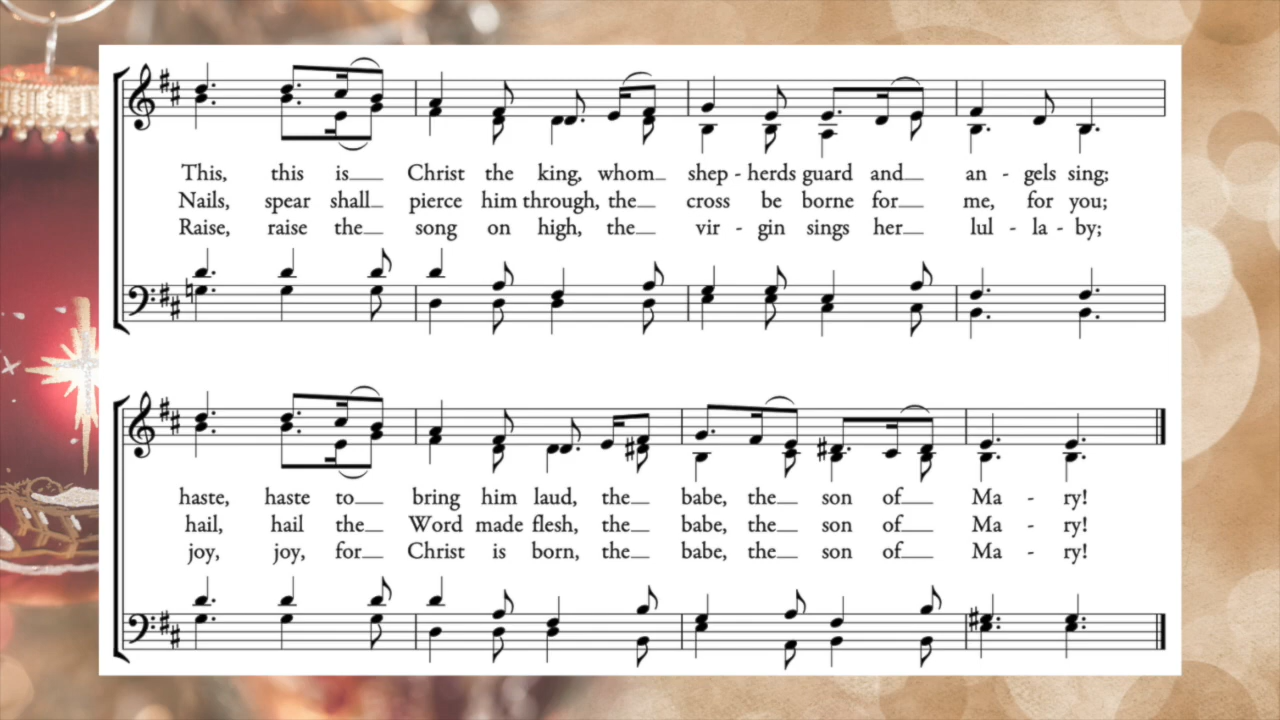 This, this is Christ the king, whom shep - herds guard and an - gels sing;
Nails, spear shall pierce him through, the cross be borne for me, for you;
Raise, raise the song on high, the vir - gin sings her lul - la - by;
haste, haste to bring him laud, the babe, the son of Ma - ry!
hail, hail the Word made flesh, the babe, the son of Ma - ry!
joy, joy, for Christ is born, the babe, the son of Ma - ry!